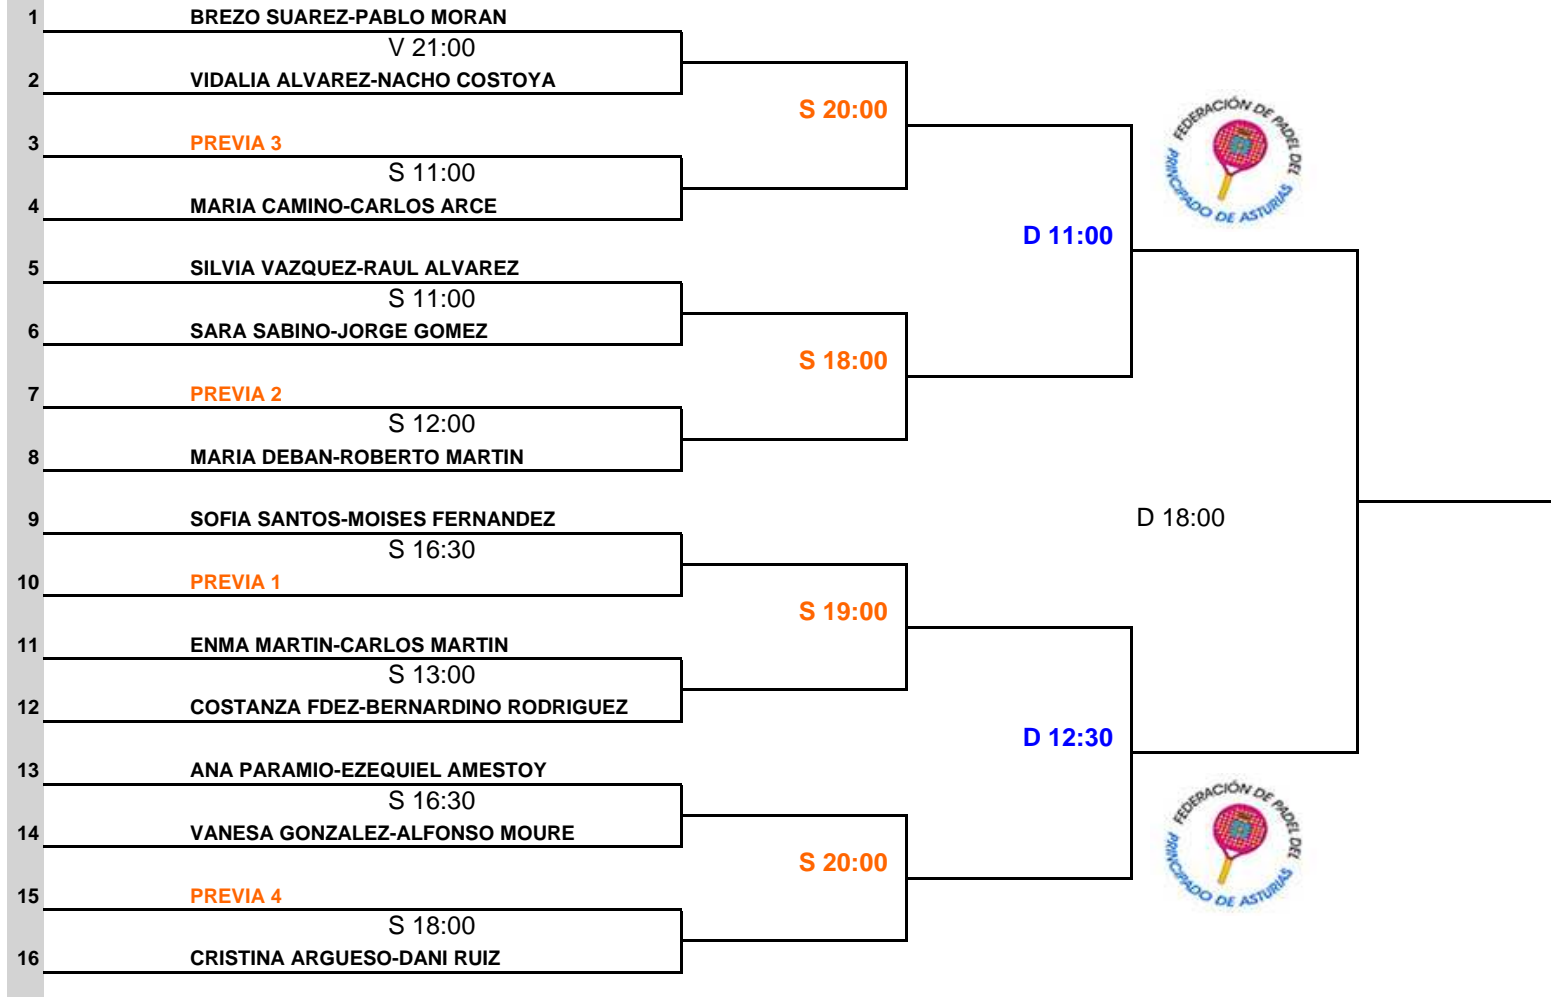 1 BREZO SUAREZ-PABLO MORAN
V 21:00
2 VIDALIA ALVAREZ-NACHO COSTOYA
S 20:00
3 PREVIA 3
S 11:00
4 MARIA CAMINO-CARLOS ARCE
FEDERACIÓN DE PADEL DEL
PRINCIPADO DE ASTURIAS
D 11:00
5 SILVIA VAZQUEZ-RAUL ALVAREZ
S 11:00
6 SARA SABINO-JORGE GOMEZ
S 18:00
7 PREVIA 2
S 12:00
8 MARIA DEBAN-ROBERTO MARTIN
9 SOFIA SANTOS-MOISES FERNANDEZ
D 18:00
S 16:30
10 PREVIA 1
S 19:00
11 ENMA MARTIN-CARLOS MARTIN
S 13:00
12 COSTANZA FDEZ-BERNARDINO RODRIGUEZ
D 12:30
13 ANA PARAMIO-EZEQUIEL AMESTOY
S 16:30
14 VANESA GONZALEZ-ALFONSO MOURE
S 20:00
FEDERACIÓN DE PADEL DEL
PRINCIPADO DE ASTURIAS
15 PREVIA 4
S 18:00
16 CRISTINA ARGUESO-DANI RUIZ